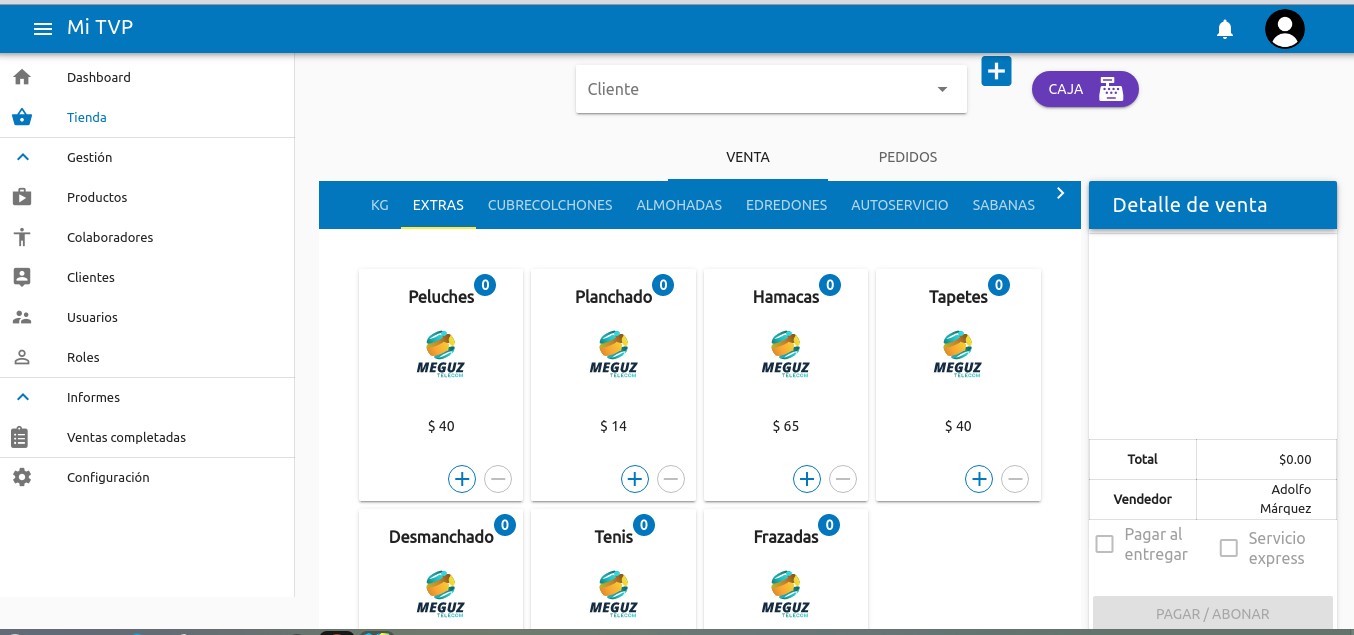 Mi TVP
Dashboard
Tienda
Gestión
Productos
Colaboradores
Clientes
Usuarios
Roles
Informes
Ventas completadas
Configuración
Cliente
CAJA
VENTA PEDIDOS
KG EXTRAS CUBRECOLCHONES ALMOHADAS EDREDONES AUTOSERVICIO SABANAS
Peluches 0 Planchado 0 Hamacas 0 Tapetes 0
MEGUZ MEGUZ MEGUZ MEGUZ
TELECOM TELECOM TELECOM TELECOM
$ 40 $ 14 $ 65 $ 40
Desmanchado 0 Tenis 0 Frazadas 0
MEGUZ MEGUZ MEGUZ
TELECOM TELECOM TELECOM
Detalle de venta
Total $0.00
Vendedor Adolfo
Márquez
Pagar al
entregar
Servicio
express
PAGAR / ABONAR